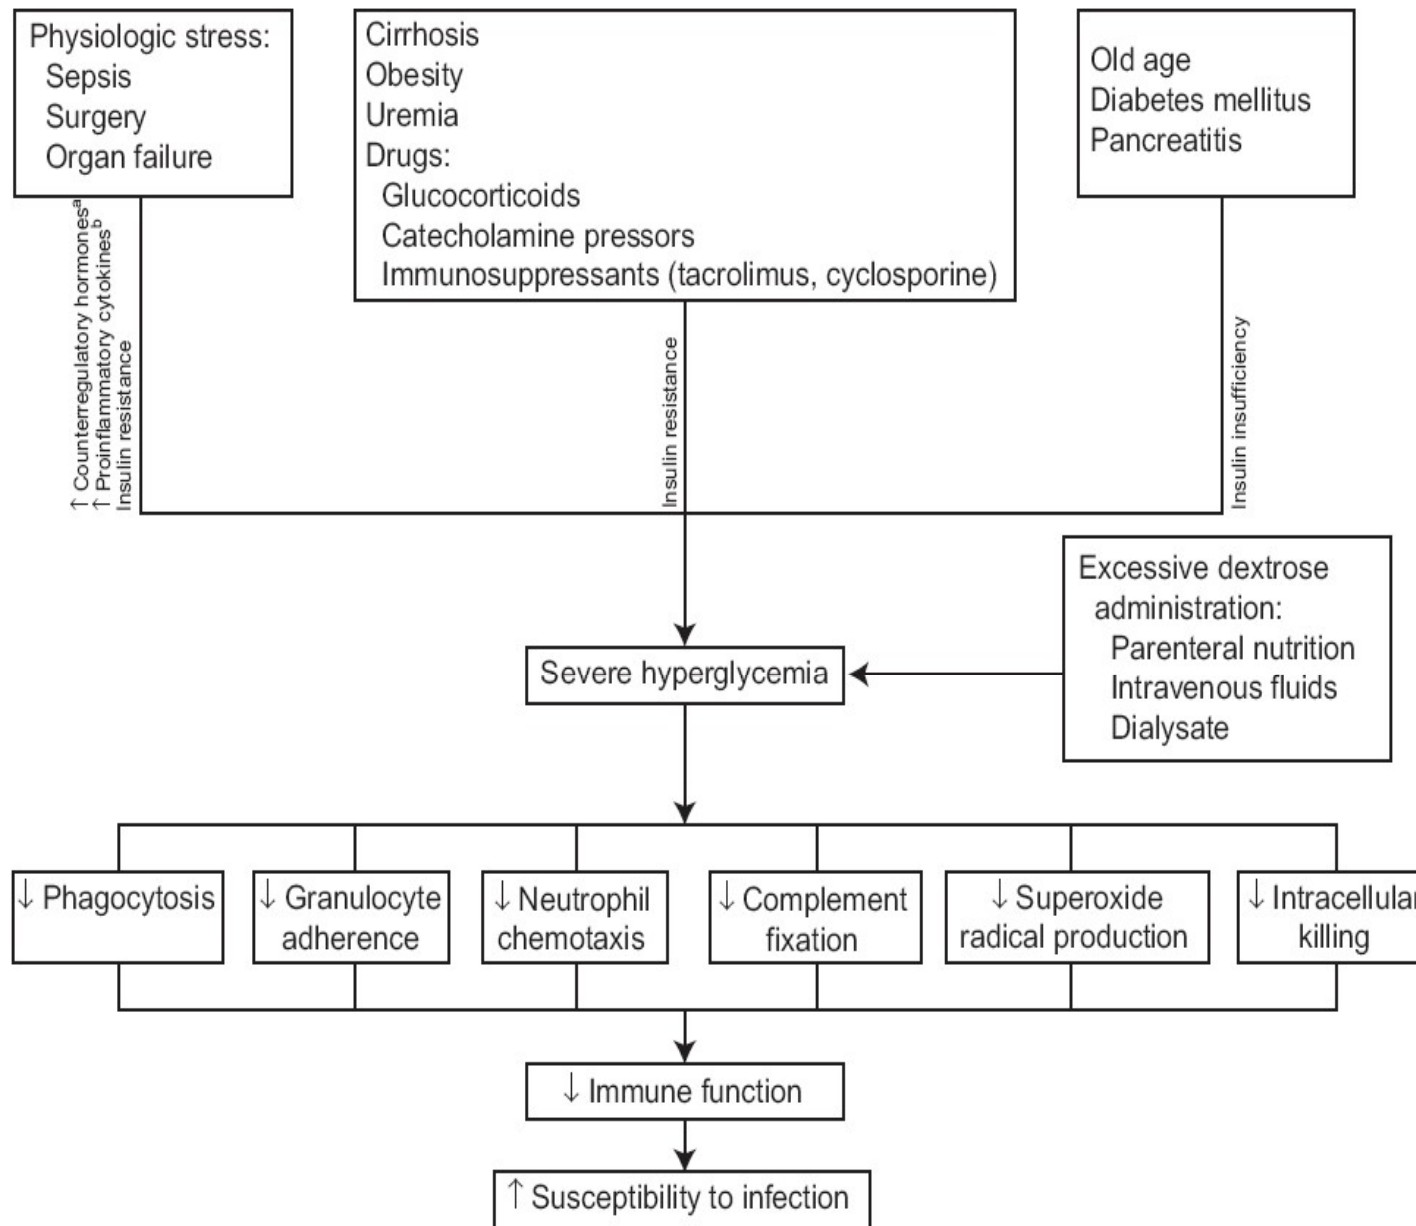 Physiologic stress:
Sepsis
Surgery
Organ failure
Cirrhosis
Obesity
Uremia
Drugs:
Glucocorticoids
Catecholamine pressors
Immunosuppressants (tacrolimus, cyclosporine)
Old age
Diabetes mellitus
Pancreatitis
↑ Counterregulatory hormonesᵃ
↑ Proinflammatory cytokinesᵇ
Insulin resistance
Insulin resistance
Insulin insufficiency
Excessive dextrose
administration:
Parenteral nutrition
Intravenous fluids
Dialysate
Severe hyperglycemia
↓ Phagocytosis
↓ Granulocyte
adherence
↓ Neutrophil
chemotaxis
↓ Complement
fixation
↓ Superoxide
radical production
↓ Intracellular
killing
↓ Immune function
↑ Susceptibility to infection